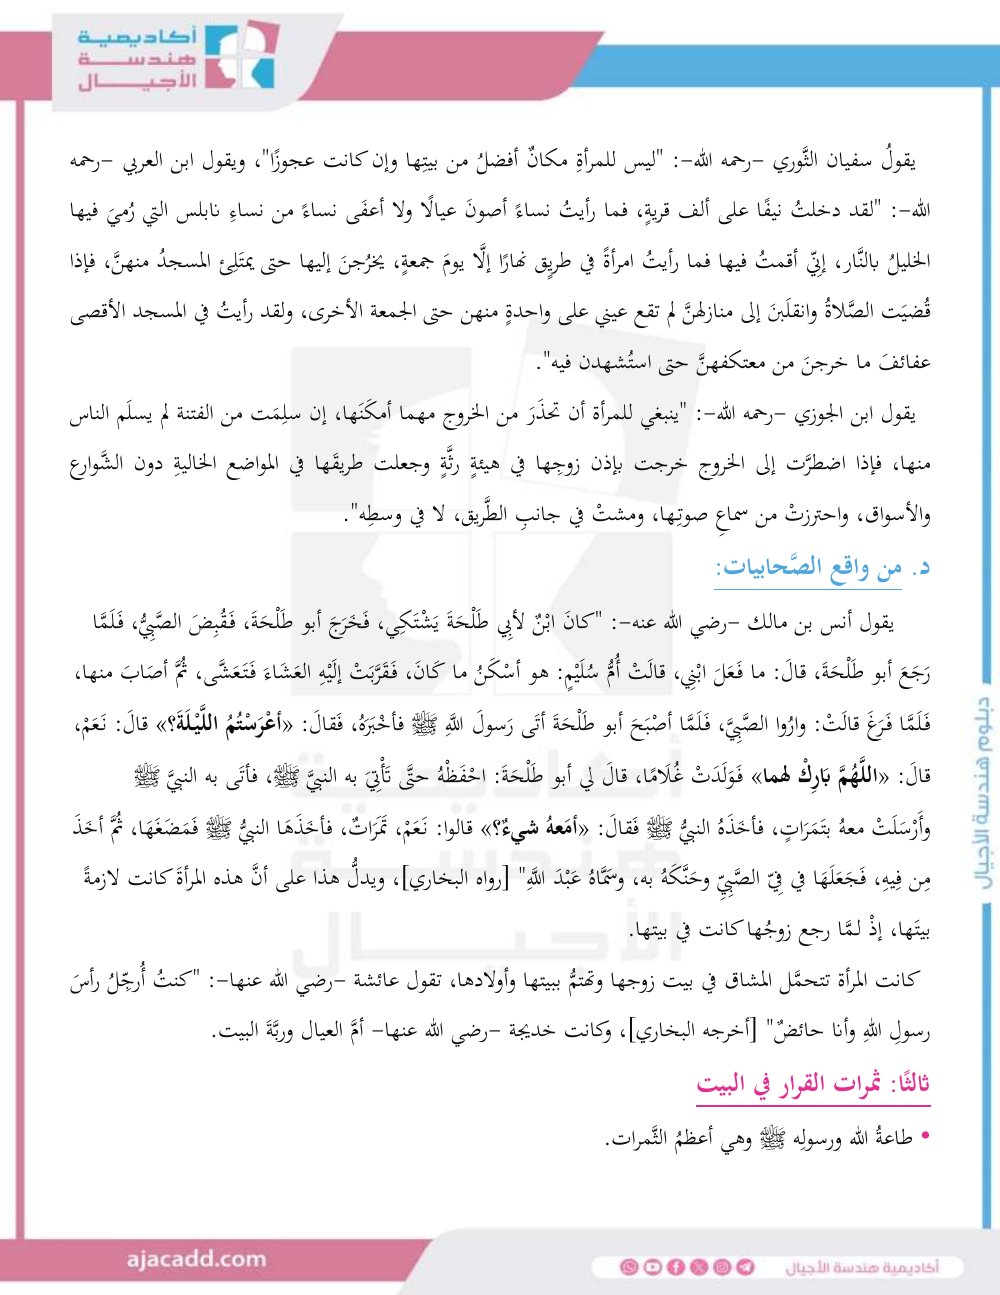 أكاديمية
هندسة
الأجيال
يقولُ سفيان الثَّوري -رحمه الله-: "ليس للمرأةِ مكانٌ أفضلُ من بيتِها وإن كانت عجوزًا"، ويقول ابن العربي -رحمه
الله-: "لقد دخلتُ نيفًا على ألف قريةٍ، فما رأيتُ نساءً أصونَ عيالًا ولا أعفَى نساءً من نساءِ نابلس التي رُميَ فيها
الخليلُ بالنَّار، إنّي أقمتُ فيها فما رأيتُ امرأةً في طريقٍ نهارًا إلَّا يومَ جمعةٍ، يخرُجنَ إليها حتى يمتَلِئ المسجدُ منهنَّ، فإذا
قُضيَت الصَّلاةُ وانقلَبنَ إلى منازلهنَّ لم تقع عيني على واحدةٍ منهن حتى الجمعة الأخرى، ولقد رأيتُ في المسجد الأقصى
عفائفَ ما خرجنَ من معتكفهنَّ حتى استُشهدن فيه".
يقول ابن الجوزي -رحمه الله-: "ينبغي للمرأة أن تحذَرَ من الخروج مهما أمكَنَها، إن سلِمَت من الفتنة لم يسلَم الناس
منها، فإذا اضطرَّت إلى الخروج خرجت بإذن زوجِها في هيئةٍ رثَّةٍ وجعلت طريقَها في المواضع الخاليةِ دون الشَّوارع
والأسواق، واحترزتْ من سماعِ صوتِها، ومشتْ في جانبِ الطَّريق، لا في وسطِه".
د. من واقع الصَّحابيات:
يقول أنس بن مالك -رضي الله عنه-: "كانَ ابْنٌ لأبِي طَلْحَةَ يَشْتَكِي، فَخَرَجَ أبو طَلْحَةَ، فَقُبِضَ الصَّبِيُّ، فَلَمَّا
رَجَعَ أبو طَلْحَةَ، قالَ: ما فَعَلَ ابْنِي، قالَتْ أُمُّ سُلَيْمٍ: هو أسْكَنُ ما كَانَ، فَقَرَّبَتْ إلَيْهِ العَشَاءَ فَتَعَشَّى، ثُمَّ أصَابَ منها،
فَلَمَّا فَرَغَ قالَتْ: وارُوا الصَّبِيَّ، فَلَمَّا أصْبَحَ أبو طَلْحَةَ أتَى رَسولَ اللَّهِ ﷺ فأخْبَرَهُ، فَقالَ: «أعْرَسْتُمُ اللَّيْلَةَ؟» قالَ: نَعَمْ،
قالَ: «اللَّهُمَّ بَارِكْ لهما» فَوَلَدَتْ غُلَامًا، قالَ لي أبو طَلْحَةَ: احْفَظْهُ حتَّى تَأْتِيَ به النبيَّ ﷺ، فأتَى به النبيَّ ﷺ
وأَرْسَلَتْ معهُ بتَمَرَاتٍ، فأخَذَهُ النبيُّ ﷺ فَقالَ: «أمَعهُ شيءٌ؟» قالوا: نَعَمْ، تَمَرَاتٌ، فأخَذَهَا النبيُّ ﷺ فَمَضَغَهَا، ثُمَّ أخَذَ
مِن فِيهِ، فَجَعَلَهَا في فِيّ الصَّبِيِّ وحَنَّكَهُ به، وسَمَّاهُ عَبْدَ اللَّهِ" [رواه البخاري]، ويدلُّ هذا على أنَّ هذه المرأةَ كانت لازمةً
بيتَها، إذْ لمَّا رجع زوجُها كانت في بيتها.
كانت المرأة تتحمَّل المشاق في بيت زوجها وتهتمُّ ببيتها وأولادها، تقول عائشة -رضي الله عنها-: "كنتُ أُرجِّلُ رأسَ
رسولِ اللهِ وأنا حائضٌ" [أخرجه البخاري]، وكانت خديجة -رضي الله عنها- أمَّ العيال وربَّةَ البيت.
ثالثًا: ثمرات القرار في البيت
• طاعةُ الله ورسولِه ﷺ وهي أعظمُ الثَّمرات.
دبلوم هندسة الأجيال
أكاديمية
هندسة
الأجيال
ajacadd.com
أكاديمية هندسة الأجيال